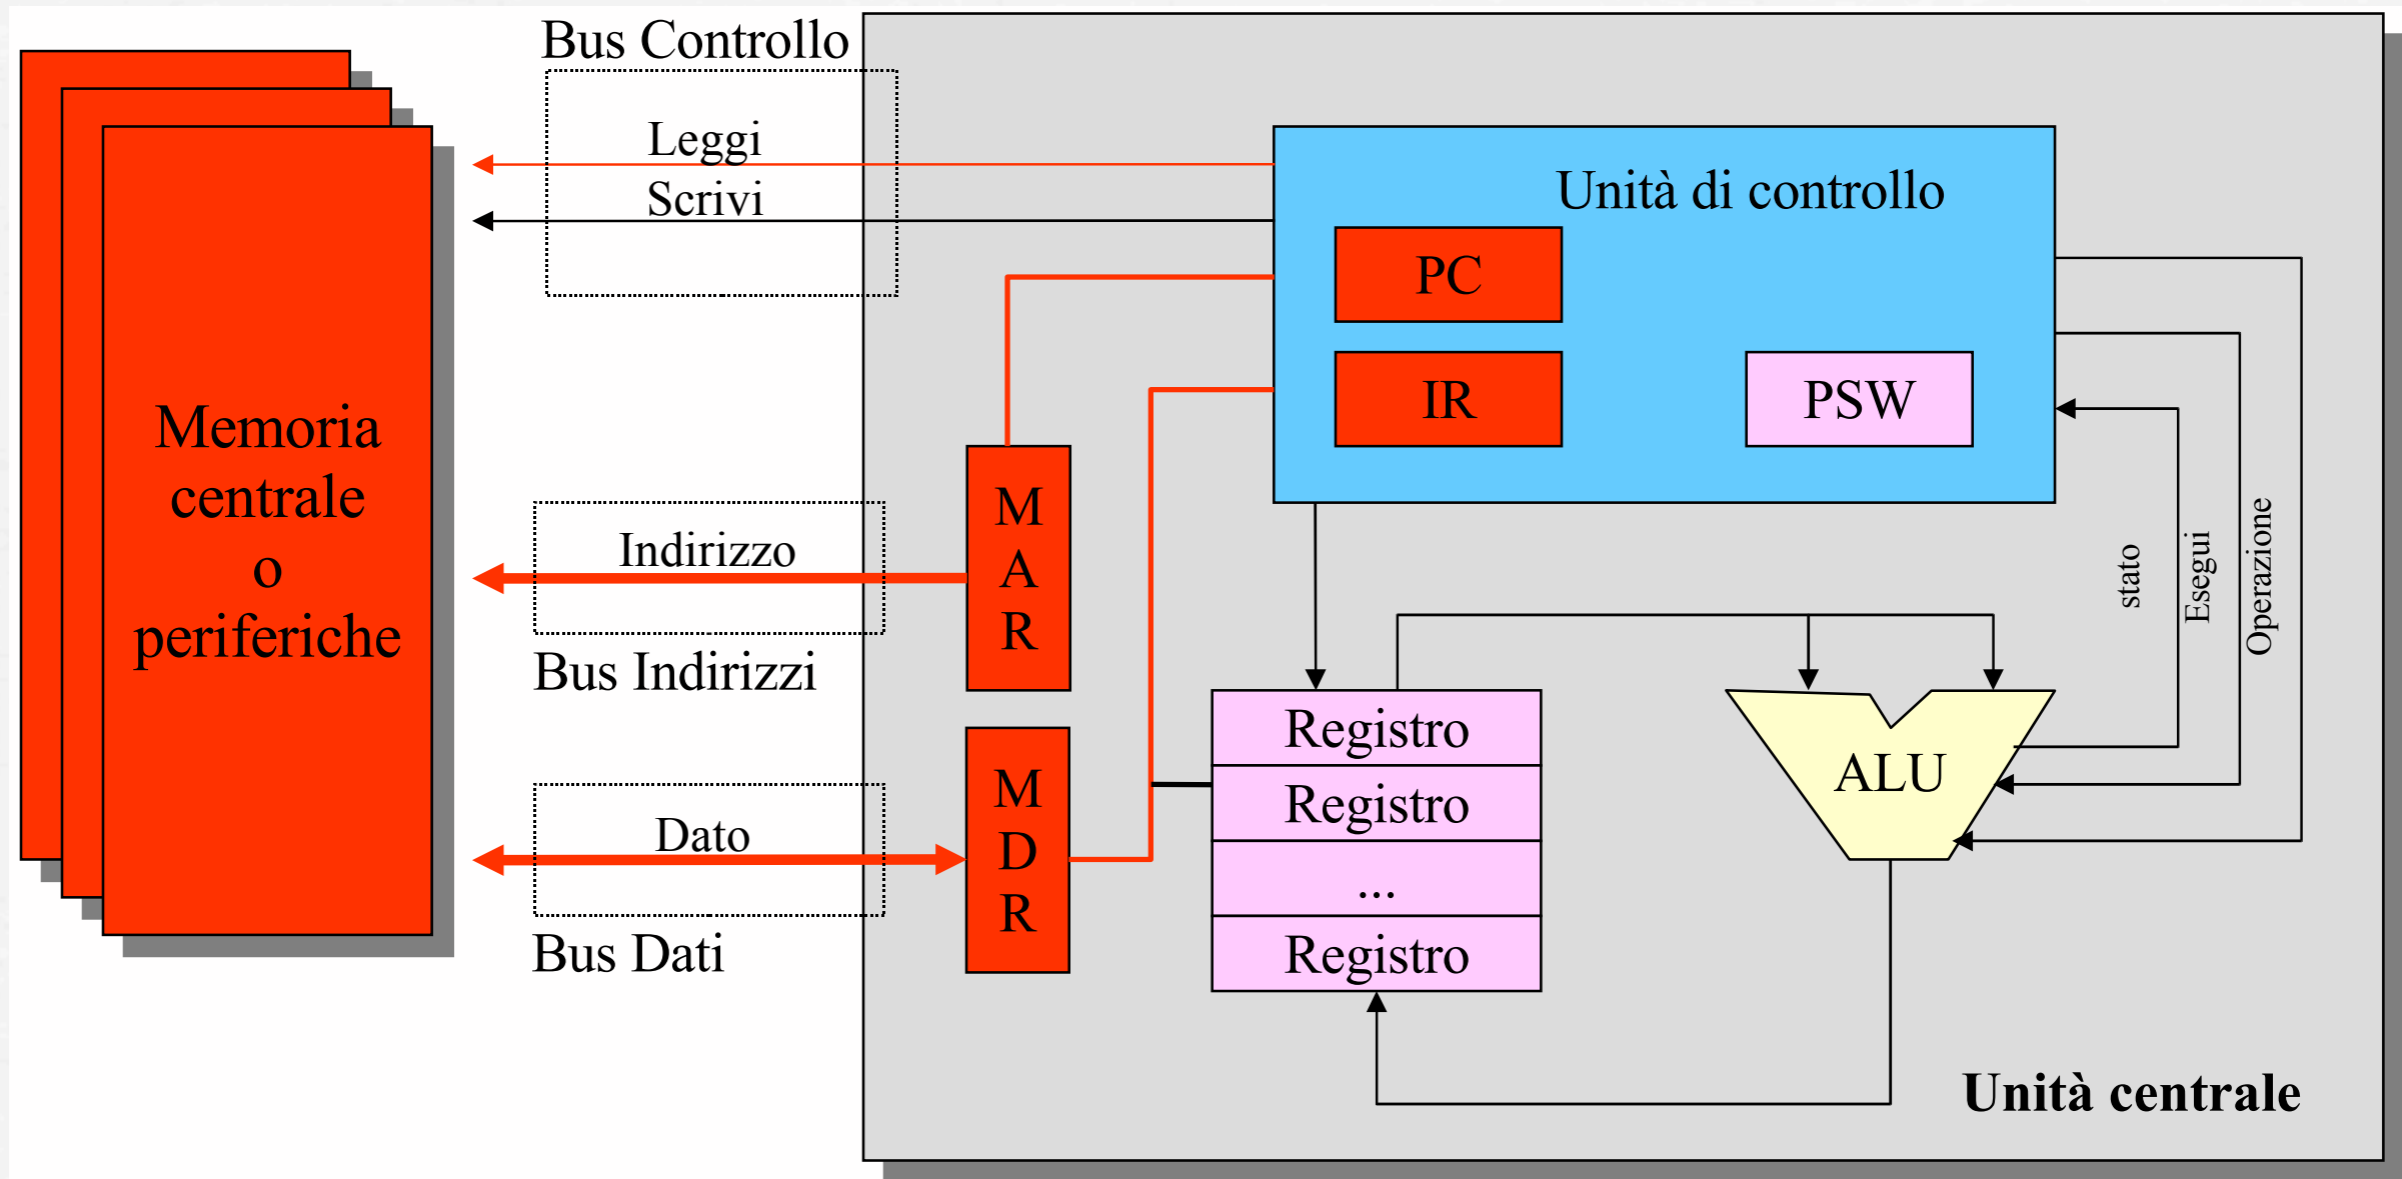 Bus Controllo
Leggi
Scrivi
Unità di controllo
PC
IR
PSW
Memoria
centrale
o
periferiche
Indirizzo
Bus Indirizzi
M
A
R
stato
Esegui
Operazione
Dato
Bus Dati
M
D
R
Registro
Registro
...
Registro
ALU
Unità centrale